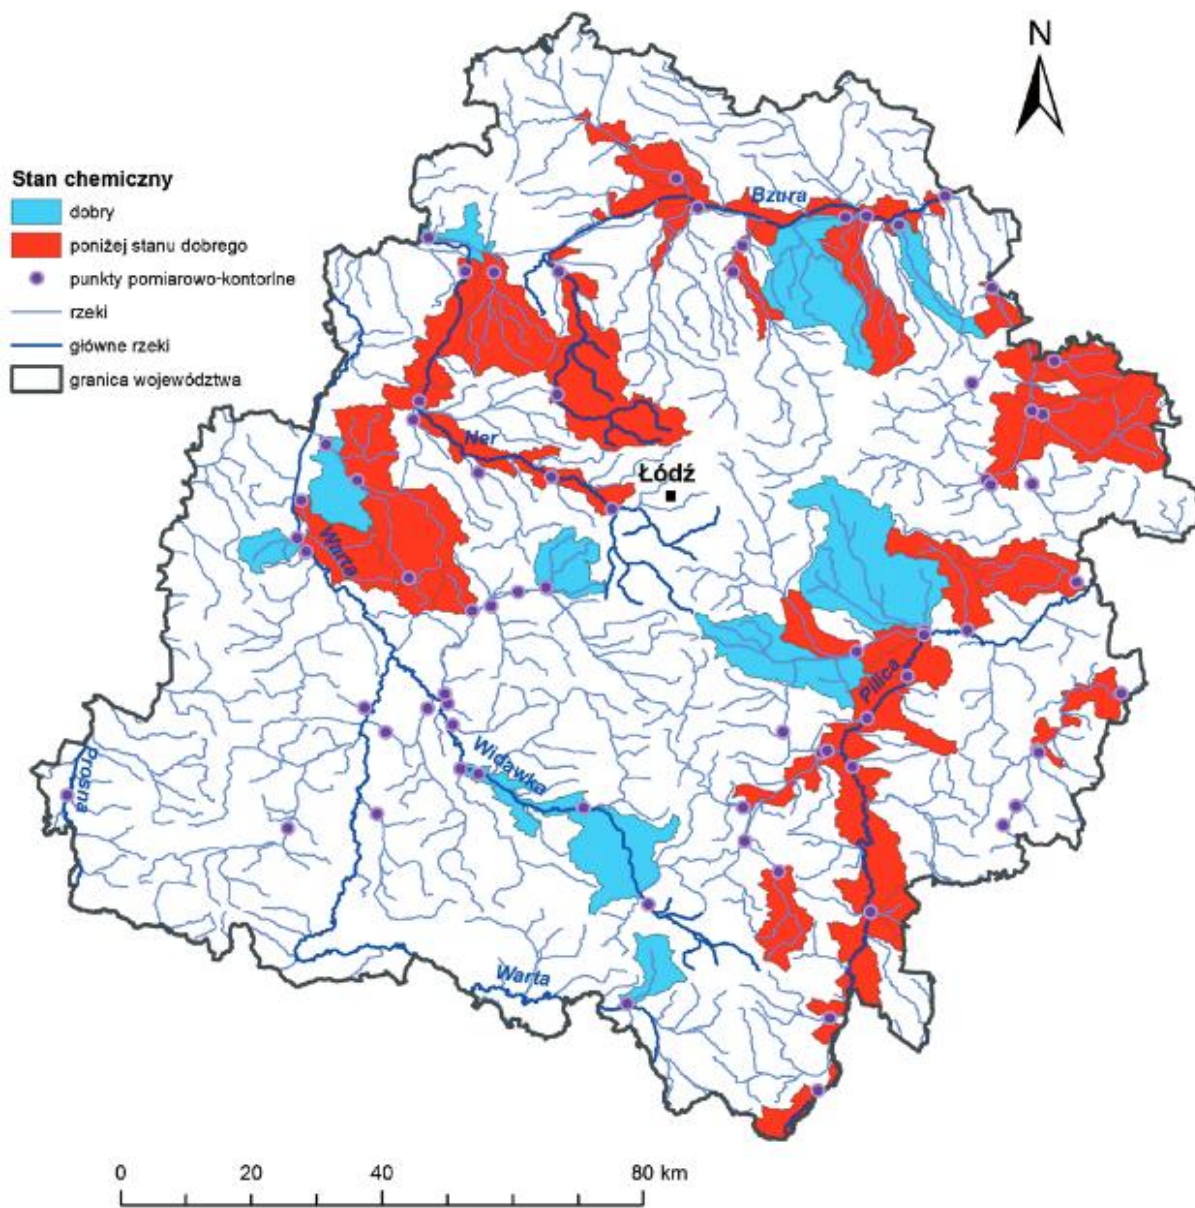 N
Stan chemiczny
dobry
poniżej stanu dobrego
punkty pomiarowo-kontorlne
rzeki
główne rzeki
granica województwa
Bzura
Ner
Łódź
Warta
Pilica
Widawka
Prosna
Warta
0 20 40 80 km